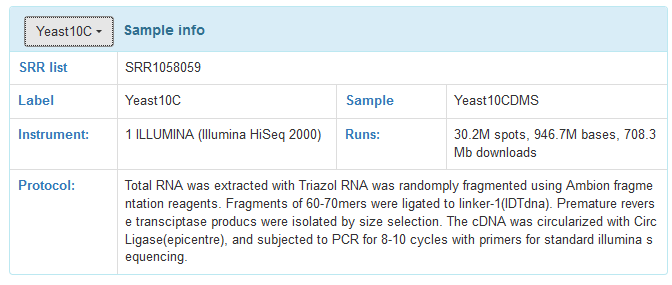 Yeast10C Sample info
SRR list SRR1058059
Label Yeast10C Sample Yeast10CDMS
Instrument: 1 ILLUMINA (Illumina HiSeq 2000) Runs: 30.2M spots, 946.7M bases, 708.3
Mb downloads
Protocol: Total RNA was extracted with Triazol RNA was randomply fragmented using Ambion fragme
ntation reagents. Fragments of 60-70mers were ligated to linker-1(IDTdna). Premature revers
e transciptase producs were isolated by size selection. The cDNA was circularized with Circ
Ligase(epicentre), and subjected to PCR for 8-10 cycles with primers for standard illumina s
equencing.